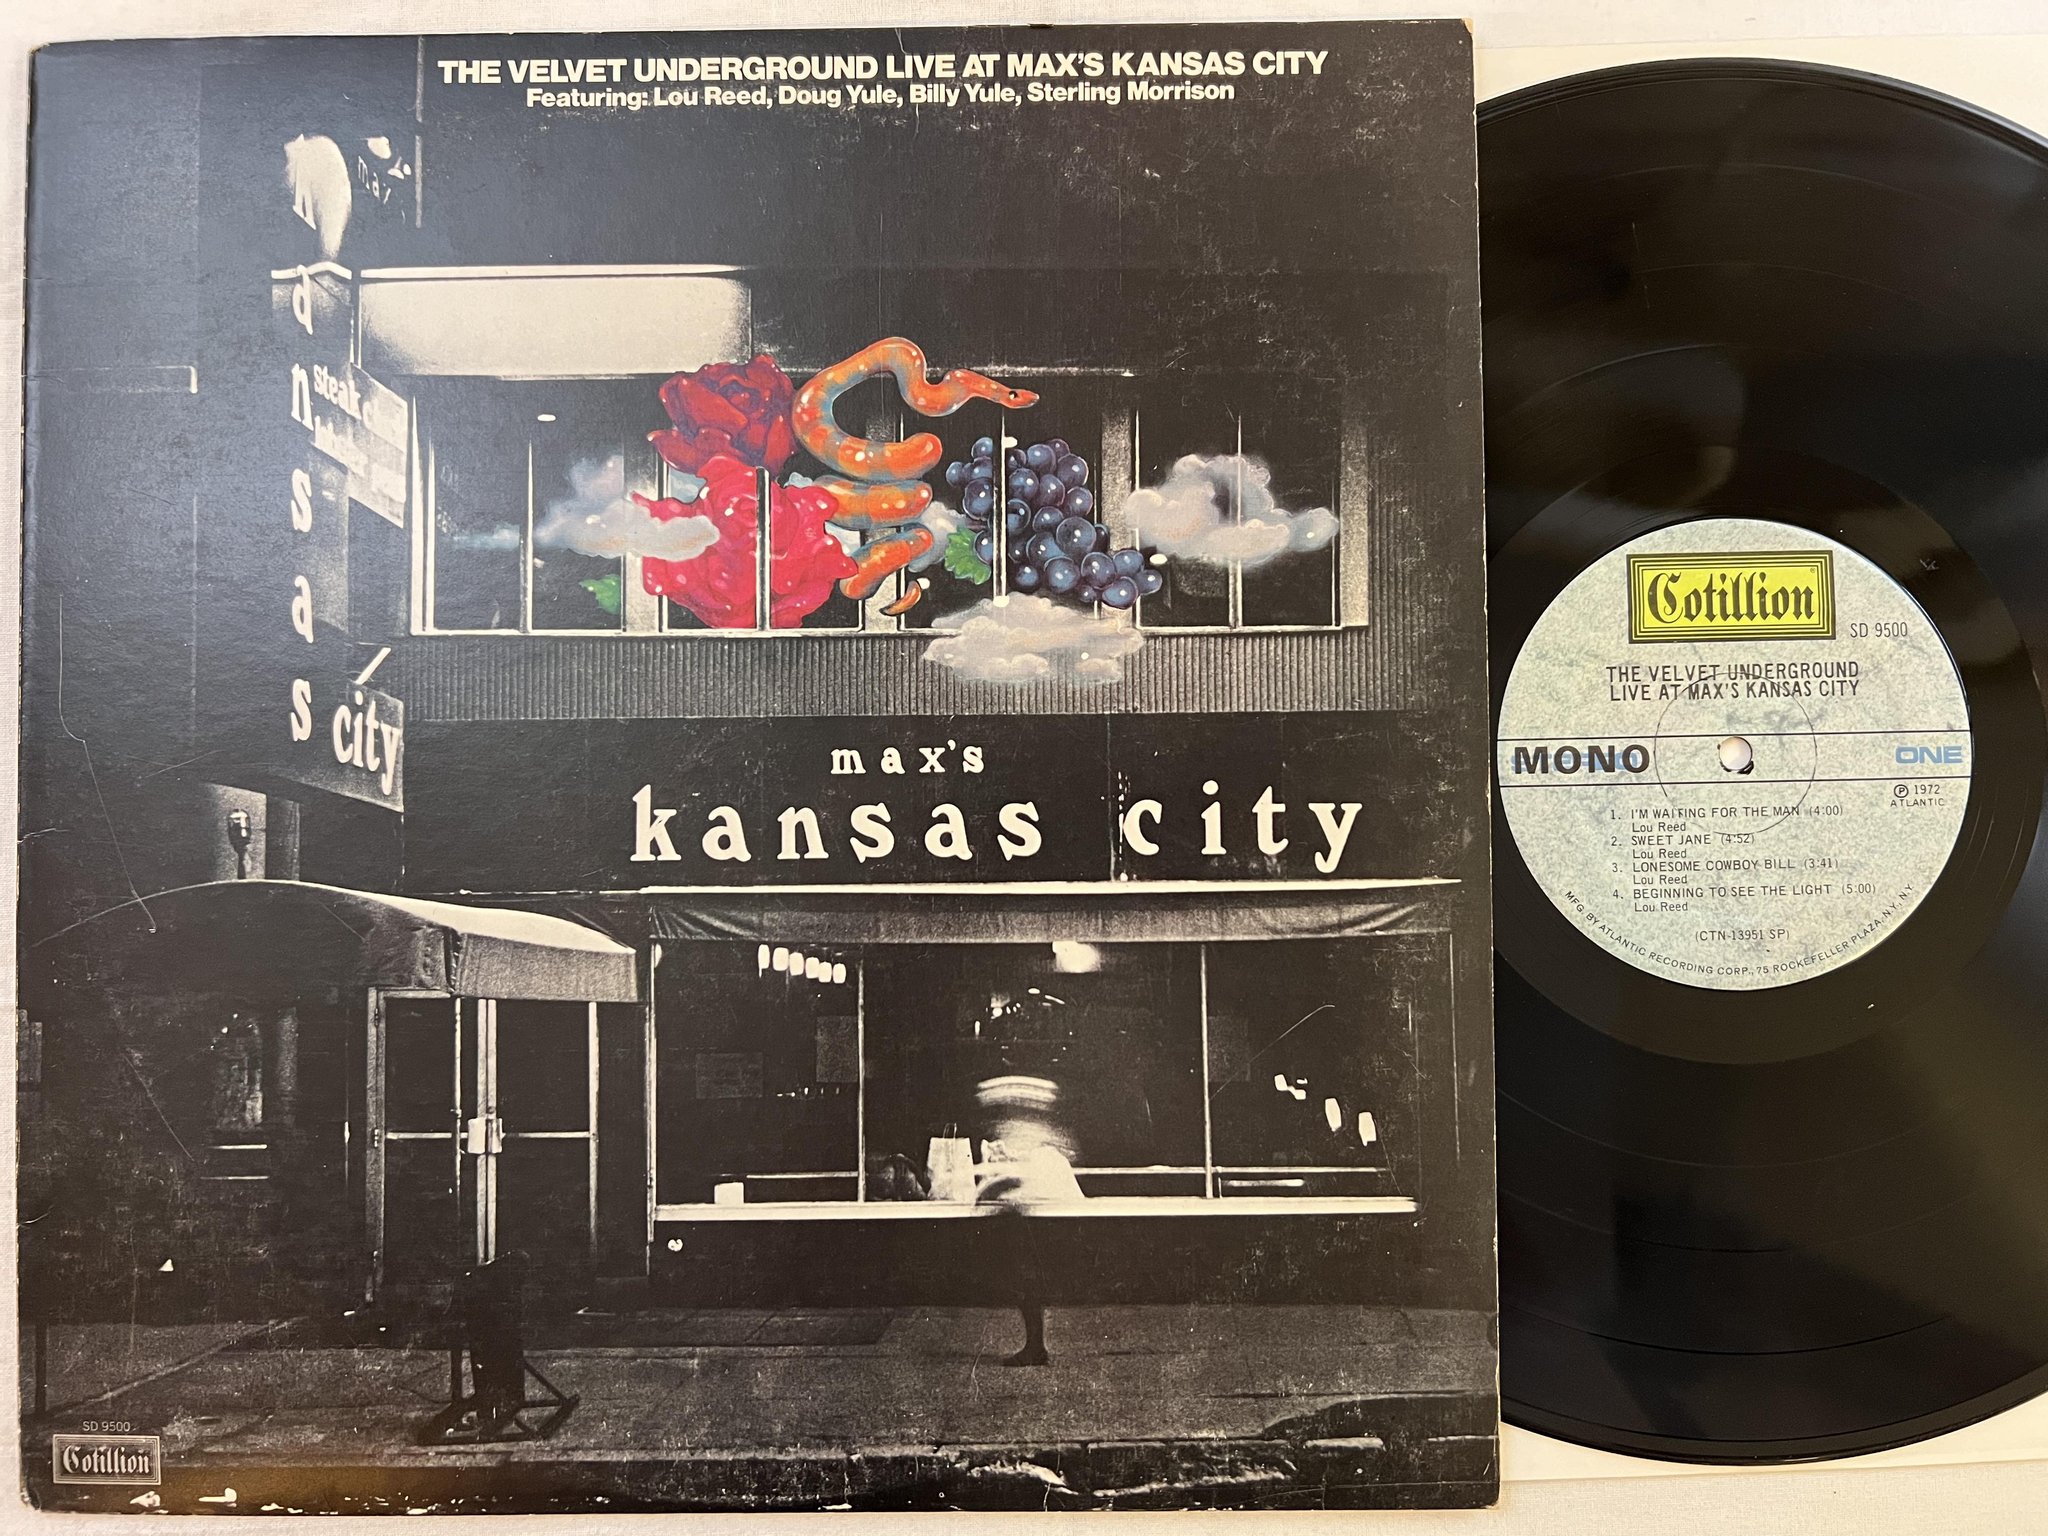 THE VELVET UNDERGROUND LIVE AT MAX'S KANSAS CITY
Featuring: Lou Reed, Doug Yule, Billy Yule, Sterling Morrison
max
kansas
steak
city
max's
kansas city
SD 9500
Cotillion
Cotillion®
SD 9500
THE VELVET UNDERGROUND
LIVE AT MAX'S KANSAS CITY
MONO
ONE
℗ 1972
ATLANTIC
1. I'M WAITING FOR THE MAN (4:00)
Lou Reed
2. SWEET JANE (4:52)
Lou Reed
3. LONESOME COWBOY BILL (3:41)
Lou Reed
4. BEGINNING TO SEE THE LIGHT (5:00)
Lou Reed
(CTN-13951 SP)
MFG. BY ATLANTIC RECORDING CORP., 75 ROCKEFELLER PLAZA, N.Y., N.Y.